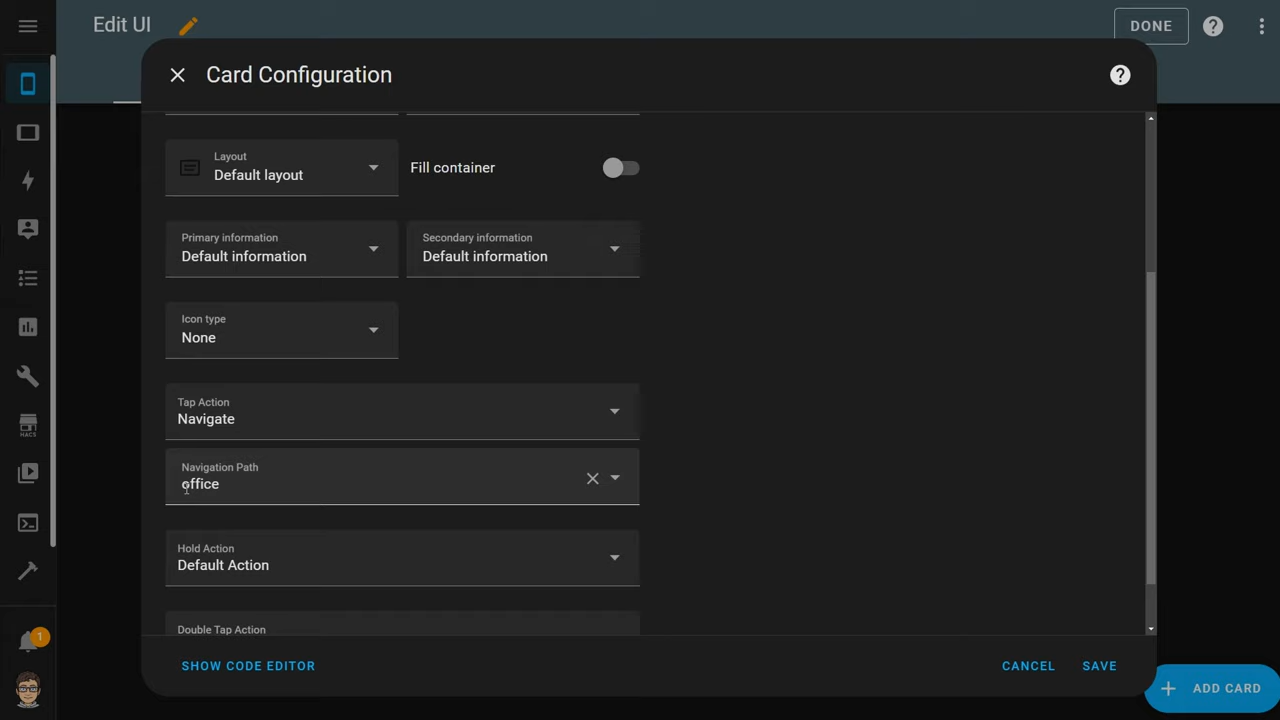 Edit UI
DONE
Card Configuration
Layout
Default layout
Fill container
Primary information
Default information
Secondary information
Default information
Icon type
None
Tap Action
Navigate
Navigation Path
office
Hold Action
Default Action
Double Tap Action
HACS
1
SHOW CODE EDITOR
CANCEL
SAVE
ADD CARD